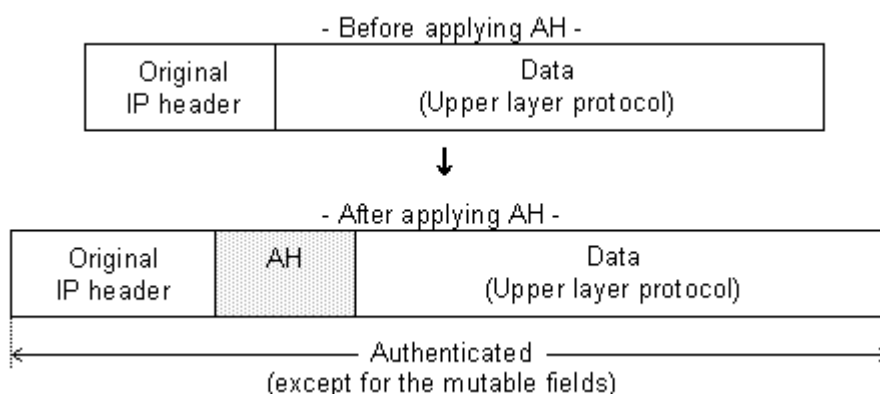 - Before applying AH -
Original
IP header
Data
(Upper layer protocol)
- After applying AH -
Original
IP header
AH
Data
(Upper layer protocol)
Authenticated
(except for the mutable fields)